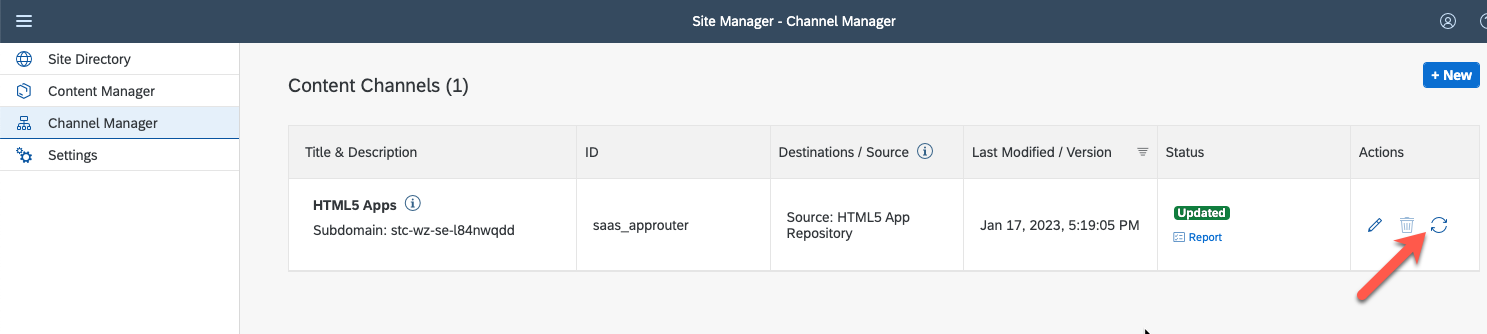 Site Manager - Channel Manager
Site Directory
Content Manager
Channel Manager
Settings
Content Channels (1)
+ New
Title & Description
ID
Destinations / Source
Last Modified / Version
Status
Actions
HTML5 Apps
Subdomain: stc-wz-se-l84nwqdd
saas_approuter
Source: HTML5 App
Repository
Jan 17, 2023, 5:19:05 PM
Updated
Report